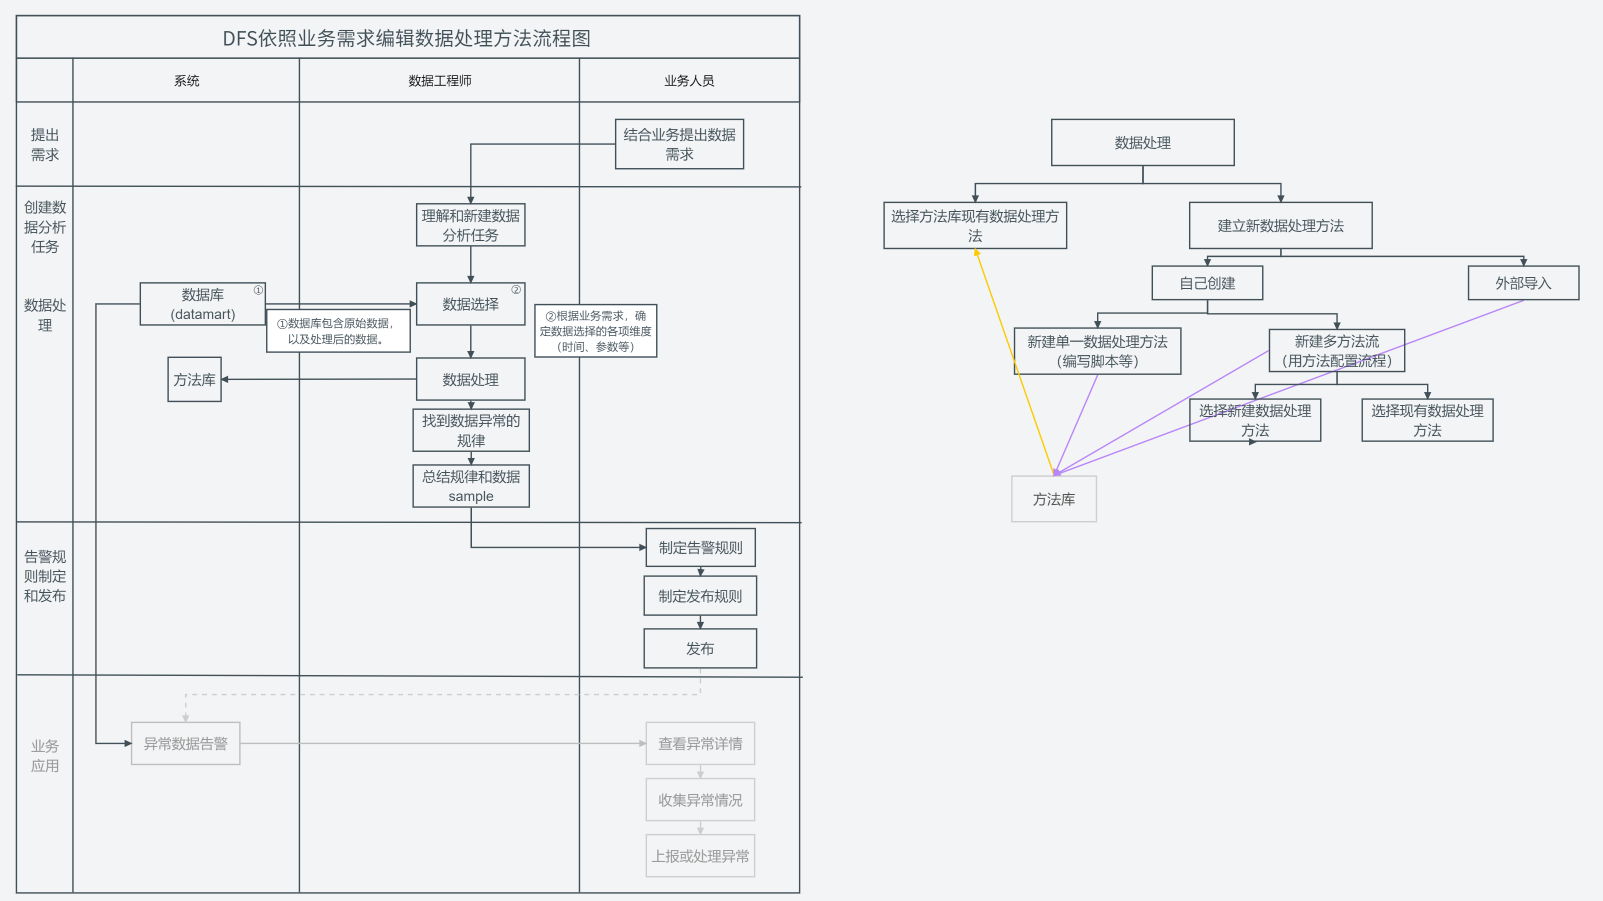 DFS依照业务需求编辑数据处理方法流程图
系统
数据工程师
业务人员
提出
需求
结合业务提出数据
需求
创建数
据分析
任务
理解和新建数据
分析任务
数据处
理
数据库
(datamart)
①
数据选择
②
①数据库包含原始数据，
以及处理后的数据。
②根据业务需求，确
定数据选择的各项维度
（时间、参数等）
方法库
数据处理
找到数据异常的
规律
总结规律和数据
sample
告警规
则制定
和发布
制定告警规则
制定发布规则
发布
业务
应用
异常数据告警
查看异常详情
收集异常情况
上报或处理异常
数据处理
选择方法库现有数据处理方
法
建立新数据处理方法
自己创建
外部导入
新建单一数据处理方法
（编写脚本等）
新建多方法流
（用方法配置流程）
选择新建数据处理
方法
选择现有数据处理
方法
方法库